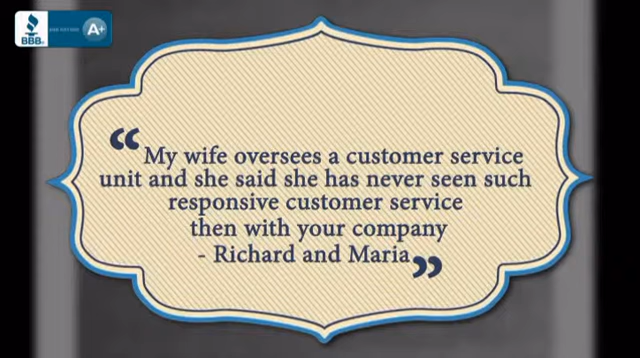 BBB.
A+
“My wife oversees a customer service
unit and she said she has never seen such
responsive customer service
then with your company
- Richard and Maria”